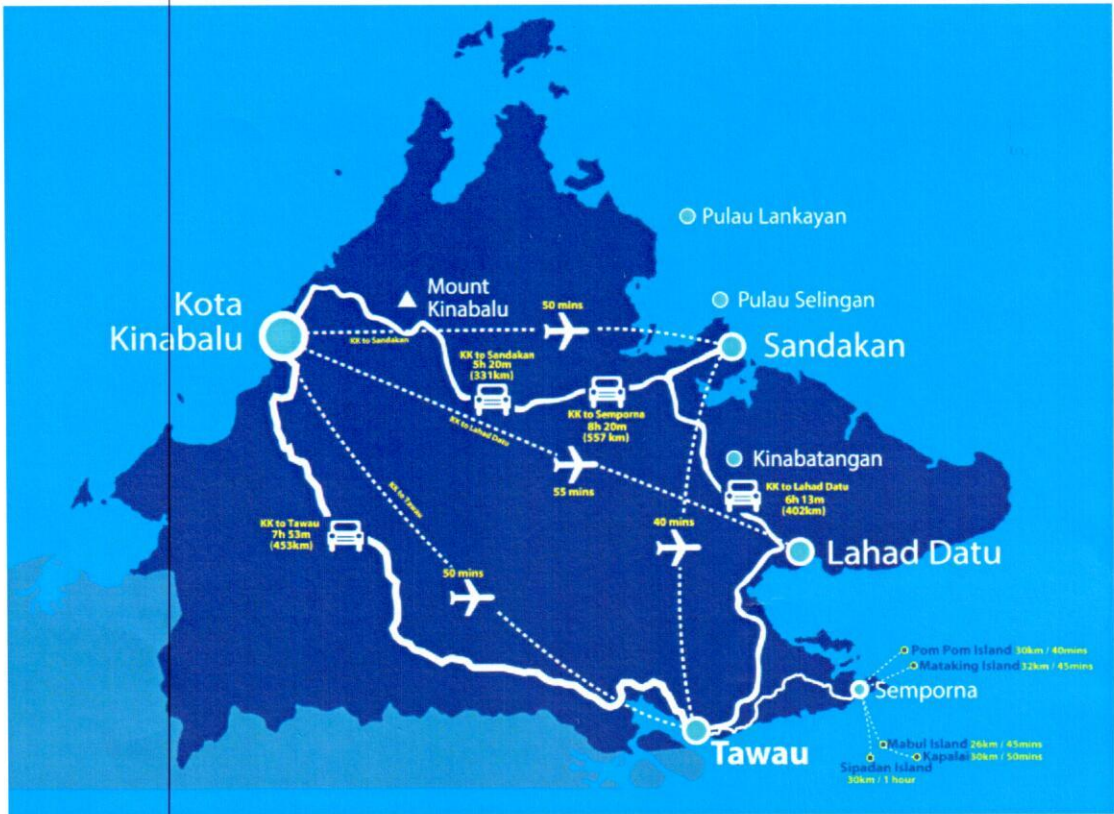 Pulau Lankayan
Mount
Kinabalu
Pulau Selingan
Kota
Kinabalu
50 mins
KK to Sandakan
Sandakan
KK to Sandakan
5h 20m
(331km)
KK to Semporna
8h 20m
(557 km)
KK to Lahad Datu
Kinabatangan
55 mins
KK to Lahad Datu
6h 13m
(402km)
KK to Tawau
KK to Tawau
7h 53m
(453km)
40 mins
Lahad Datu
50 mins
Pom Pom Island 30km / 40mins
Mataking Island 32km / 45mins
Semporna
Tawau
Mabul Island 26km / 45mins
Kapalai 30km / 50mins
Sipadan Island
30km / 1 hour